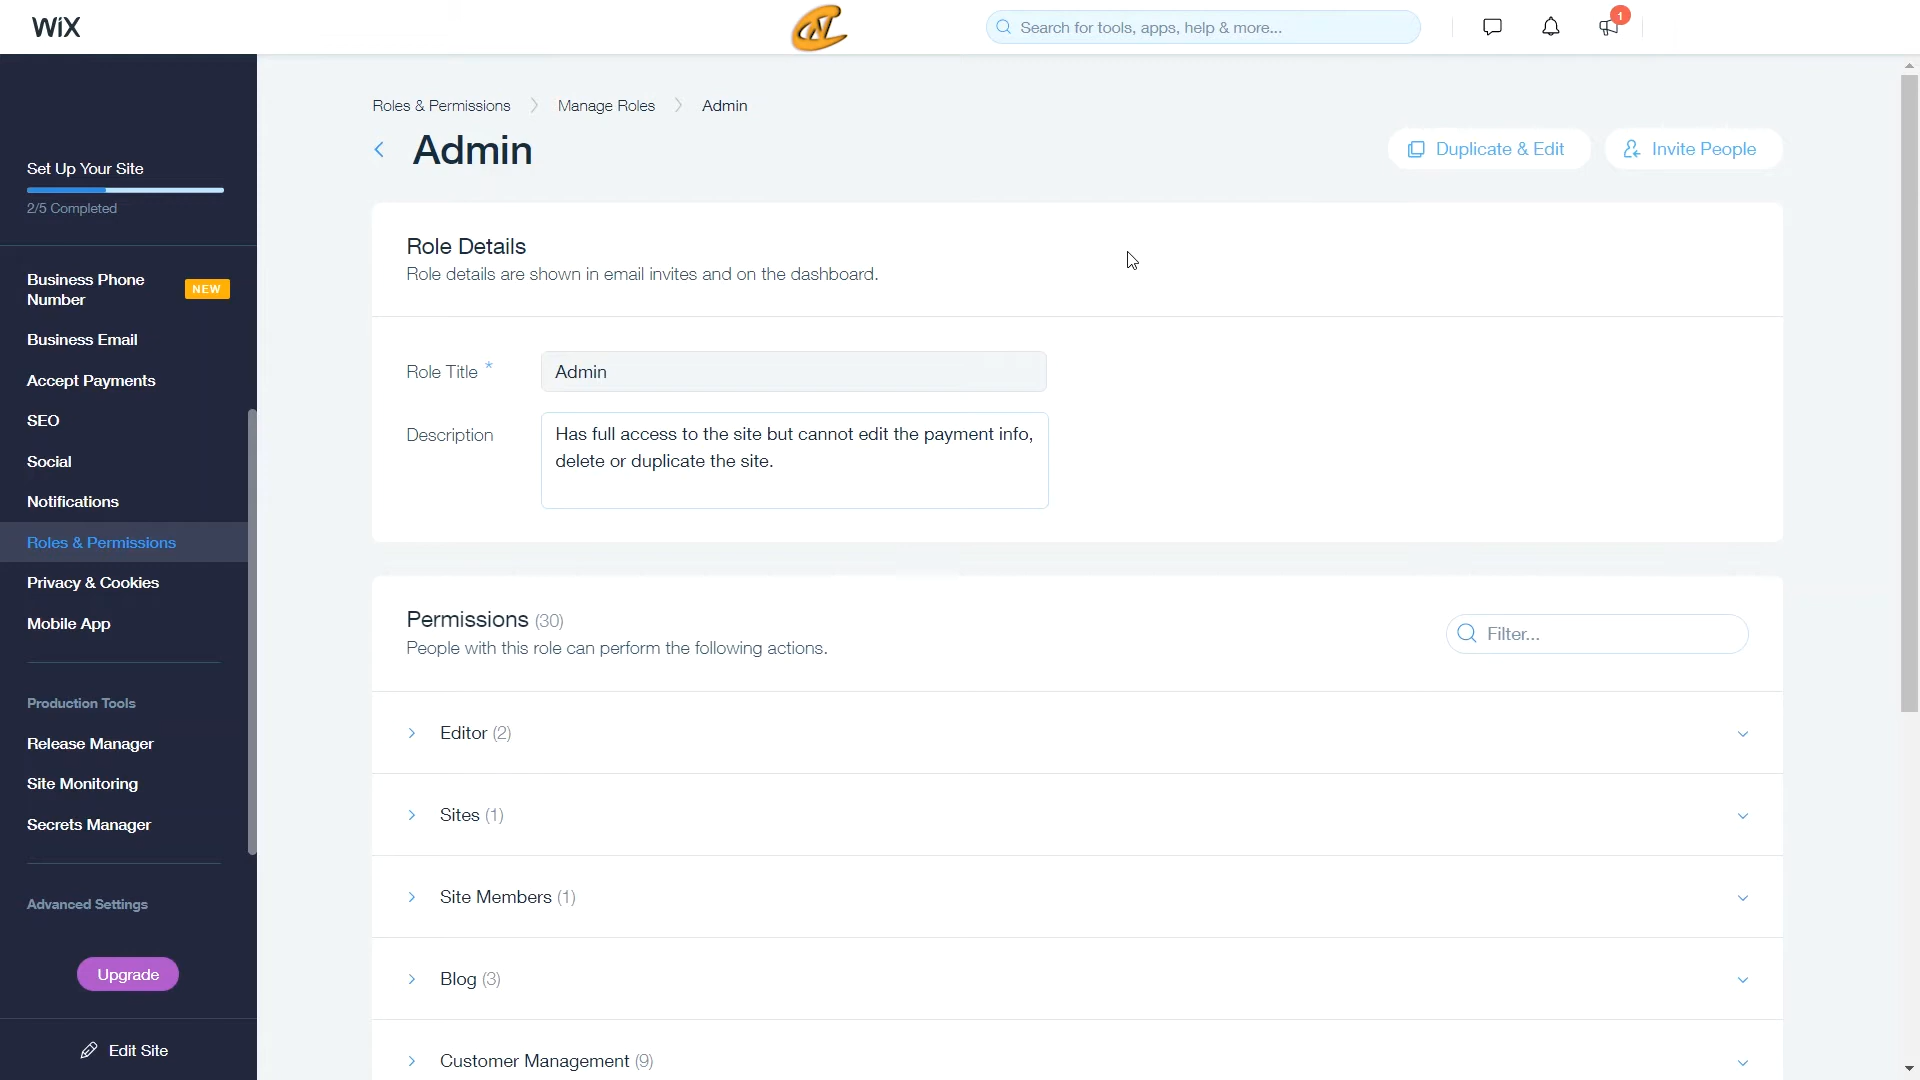 WiX
CNL
Search for tools, apps, help & more...
1
Set Up Your Site
2/5 Completed
Business Phone
Number
NEW
Business Email
Accept Payments
SEO
Social
Notifications
Roles & Permissions
Privacy & Cookies
Mobile App
Production Tools
Release Manager
Site Monitoring
Secrets Manager
Advanced Settings
Upgrade
Edit Site
Roles & Permissions
Manage Roles
Admin
Admin
Duplicate & Edit
Invite People
Role Details
Role details are shown in email invites and on the dashboard.
Role Title *
Admin
Description
Has full access to the site but cannot edit the payment info,
delete or duplicate the site.
Permissions (30)
People with this role can perform the following actions.
Filter...
Editor (2)
Sites (1)
Site Members (1)
Blog (3)
Customer Management (9)